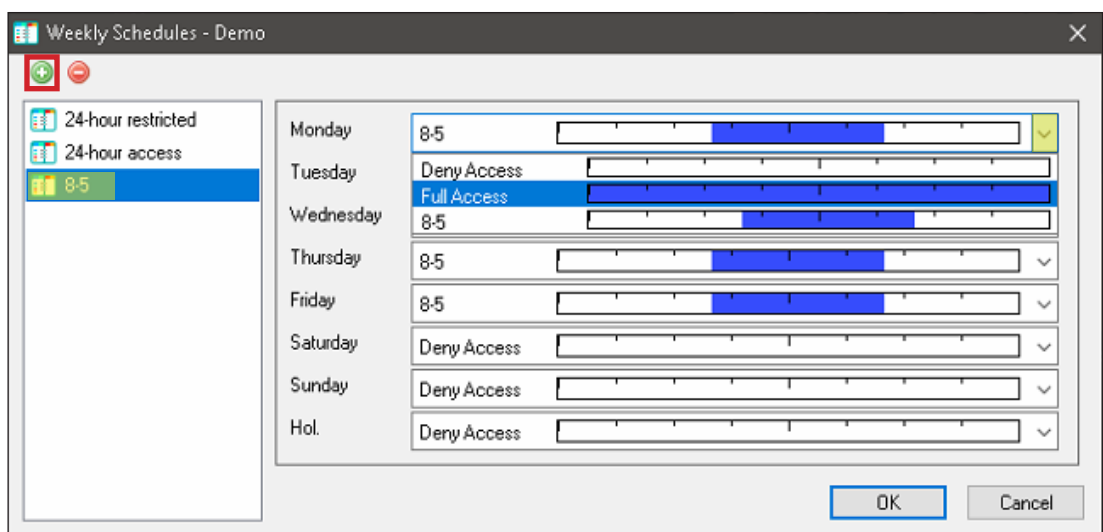 Weekly Schedules - Demo
24-hour restricted
24-hour access
8-5
Monday 8-5
Tuesday Deny Access
Full Access
Wednesday 8-5
Thursday 8-5
Friday 8-5
Saturday Deny Access
Sunday Deny Access
Hol. Deny Access
OK Cancel